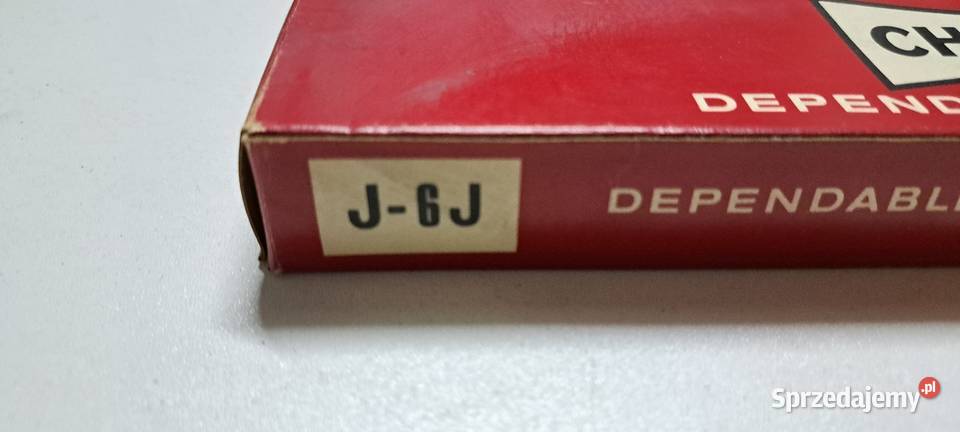 CH
DEPEND
J-6J
DEPENDABL
Sprzedajemy.pl